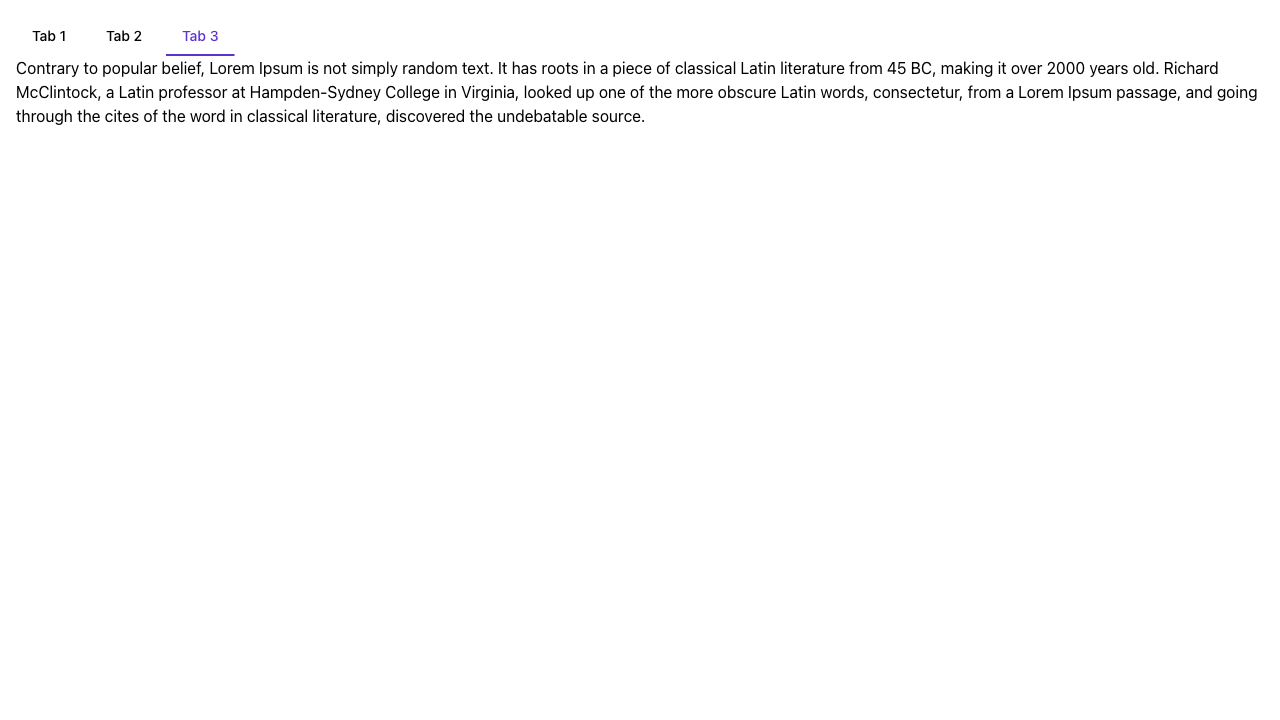 Tab 1 Tab 2 Tab 3
Contrary to popular belief, Lorem Ipsum is not simply random text. It has roots in a piece of classical Latin literature from 45 BC, making it over 2000 years old. Richard
McClintock, a Latin professor at Hampden-Sydney College in Virginia, looked up one of the more obscure Latin words, consectetur, from a Lorem Ipsum passage, and going
through the cites of the word in classical literature, discovered the undebatable source.